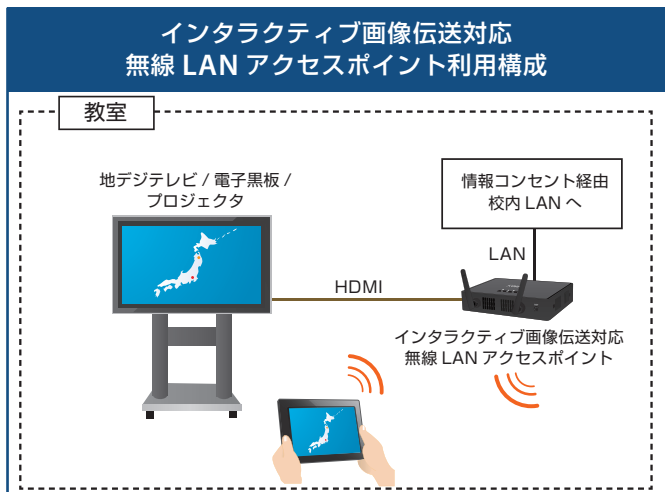 インタラクティブ画像伝送対応
無線 LAN アクセスポイント利用構成
教室
地デジテレビ / 電子黒板 /
プロジェクタ
情報コンセント経由
校内 LAN へ
LAN
HDMI
インタラクティブ画像伝送対応
無線 LAN アクセスポイント